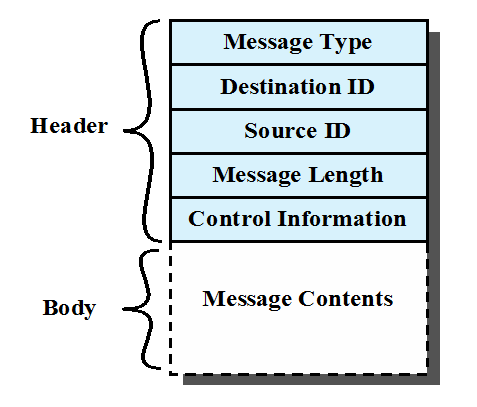 Message Type
Destination ID
Header
Source ID
Message Length
Control Information
Body
Message Contents